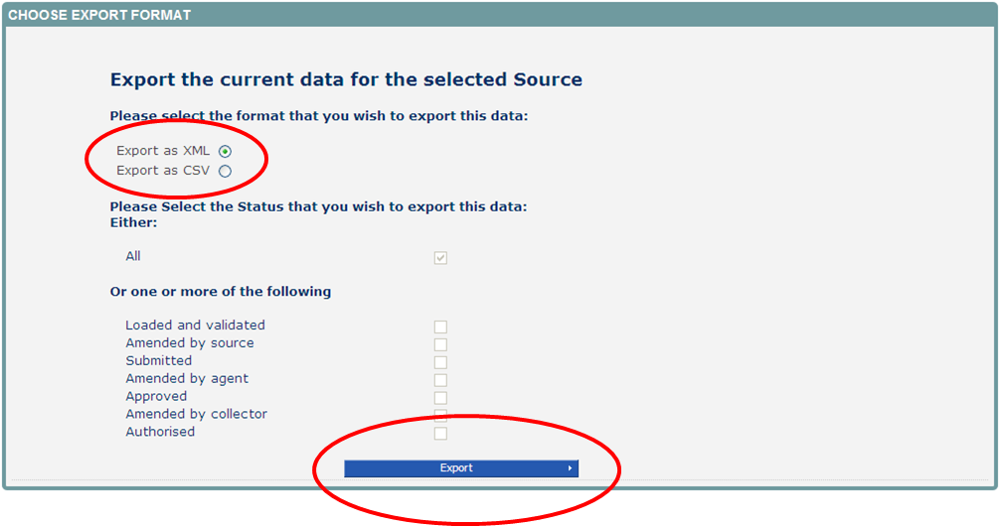 CHOOSE EXPORT FORMAT
Export the current data for the selected Source
Please select the format that you wish to export this data:
Export as XML
Export as CSV
Please Select the Status that you wish to export this data:
Either:
All
Or one or more of the following
Loaded and validated
Amended by source
Submitted
Amended by agent
Approved
Amended by collector
Authorised
Export